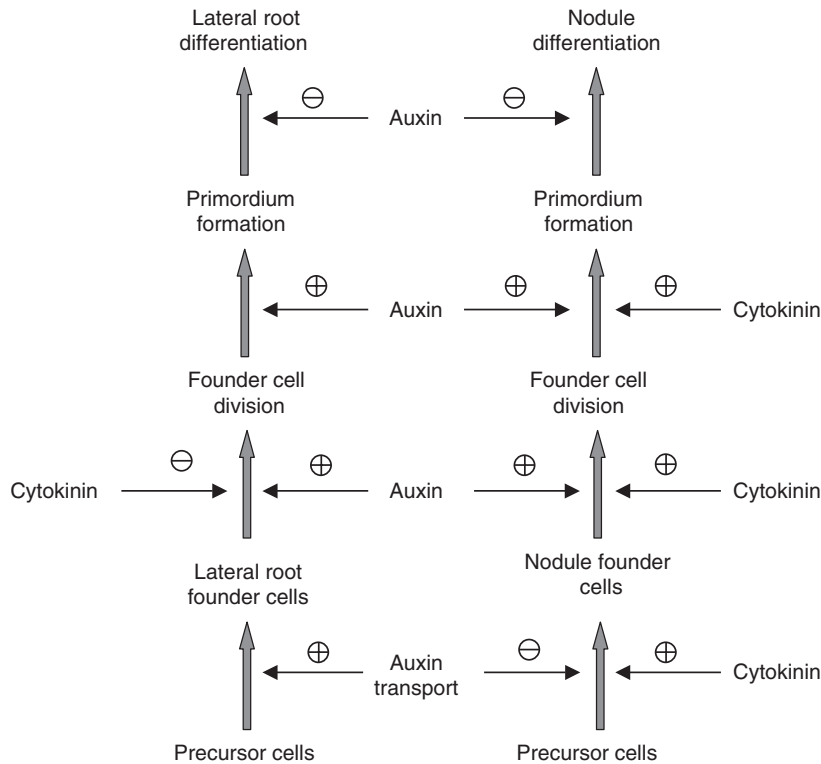 Lateral root
differentiation
Nodule
differentiation
⊖
Auxin
⊖
Primordium
formation
Primordium
formation
⊕
Auxin
⊕
⊕
Cytokinin
Founder cell
division
Founder cell
division
Cytokinin
⊖
⊕
Auxin
⊕
⊕
Cytokinin
Lateral root
founder cells
Nodule founder
cells
⊕
Auxin
transport
⊖
⊕
Cytokinin
Precursor cells
Precursor cells